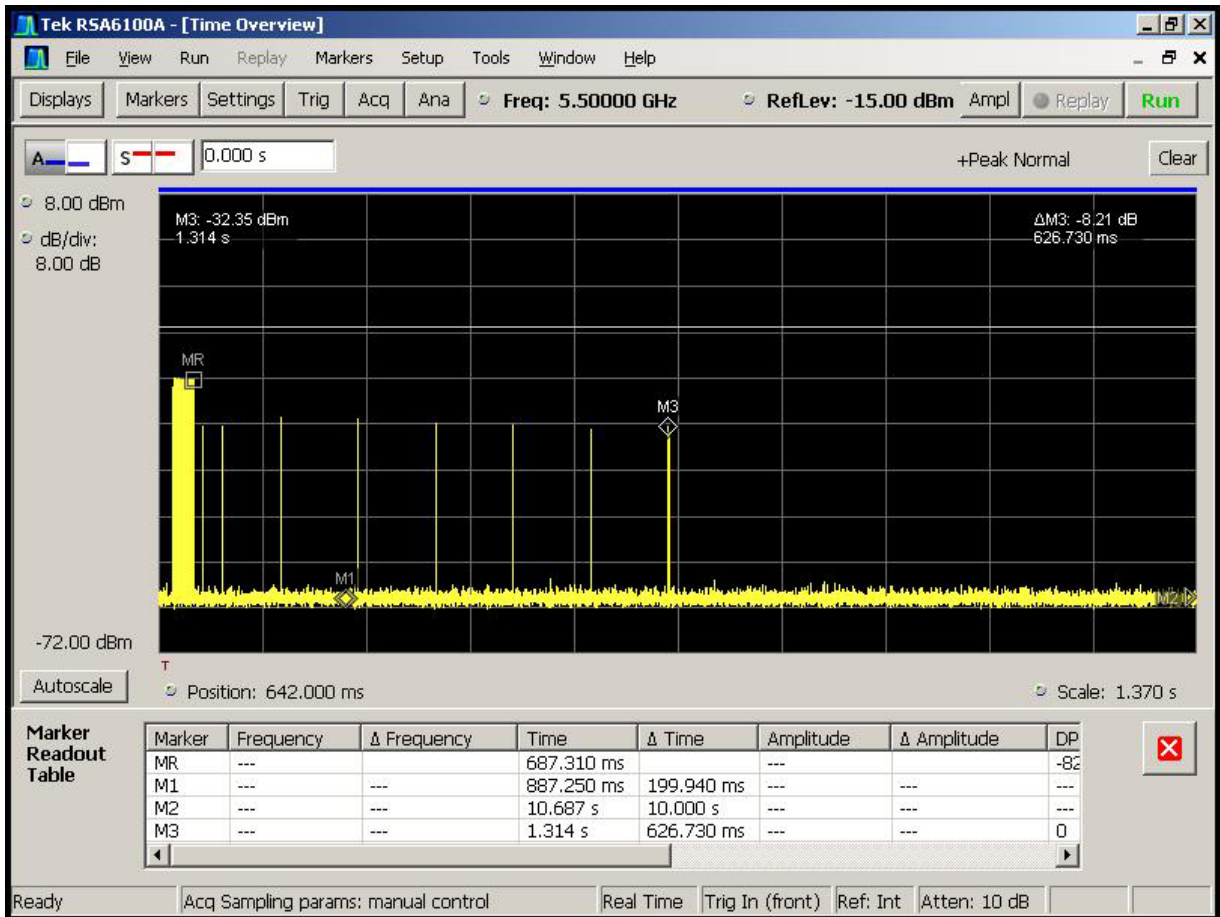 Tek RSA6100A - [Time Overview]
File View Run Replay Markers Setup Tools Window Help
Displays Markers Settings Trig Acq Ana Freq: 5.50000 GHz RefLev: -15.00 dBm Ampl Replay Run
A S 0.000 s +Peak Normal Clear
8.00 dBm
dB/div:
8.00 dB
M3: -32.35 dBm
1.314 s
ΔM3: -8.21 dB
626.730 ms
MR
M3
M1
M2
-72.00 dBm
T
Autoscale Position: 642.000 ms Scale: 1.370 s
Marker
Readout
Table
Marker Frequency Δ Frequency Time Δ Time Amplitude Δ Amplitude DP
MR --- 687.310 ms --- -82
M1 --- --- 887.250 ms 199.940 ms --- --- ---
M2 --- --- 10.687 s 10.000 s --- --- ---
M3 --- --- 1.314 s 626.730 ms --- --- 0
Ready Acq Sampling params: manual control Real Time Trig In (front) Ref: Int Atten: 10 dB